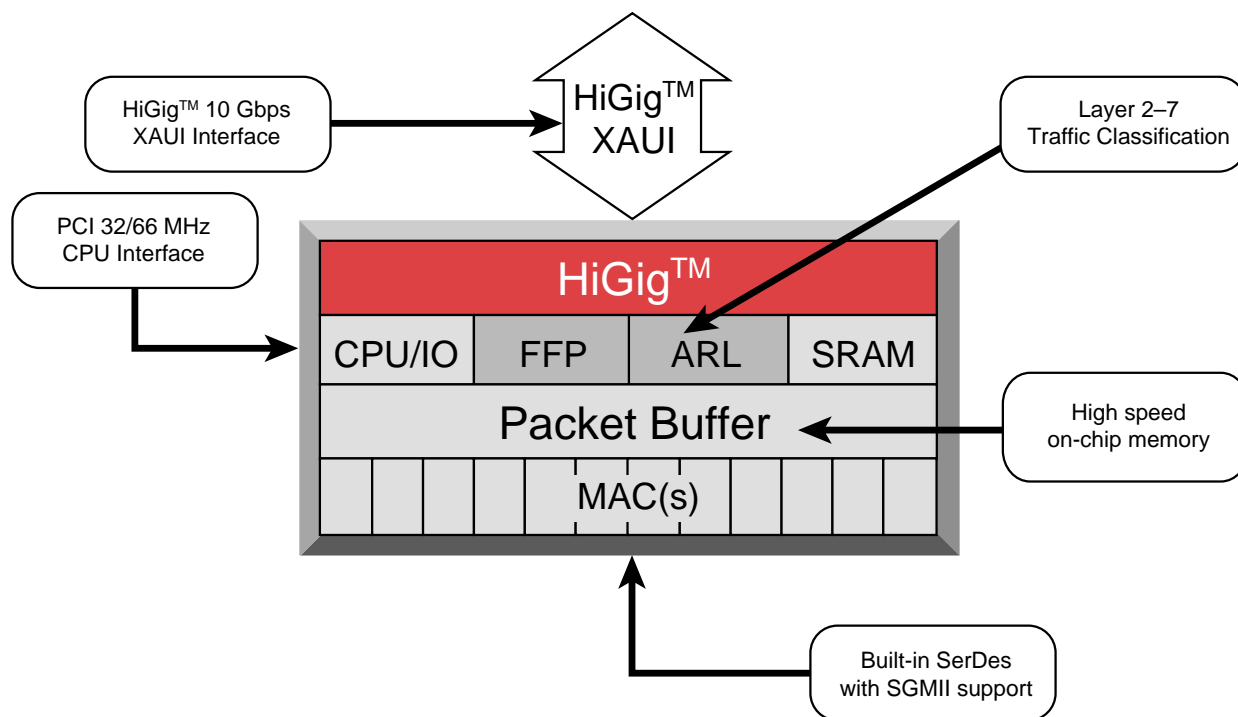 HiGig™
XAUI
HiGig™ 10 Gbps
XAUI Interface
Layer 2–7
Traffic Classification
PCI 32/66 MHz
CPU Interface
HiGig™
CPU/IO
FFP
ARL
SRAM
Packet Buffer
High speed
on-chip memory
MAC(s)
Built-in SerDes
with SGMII support